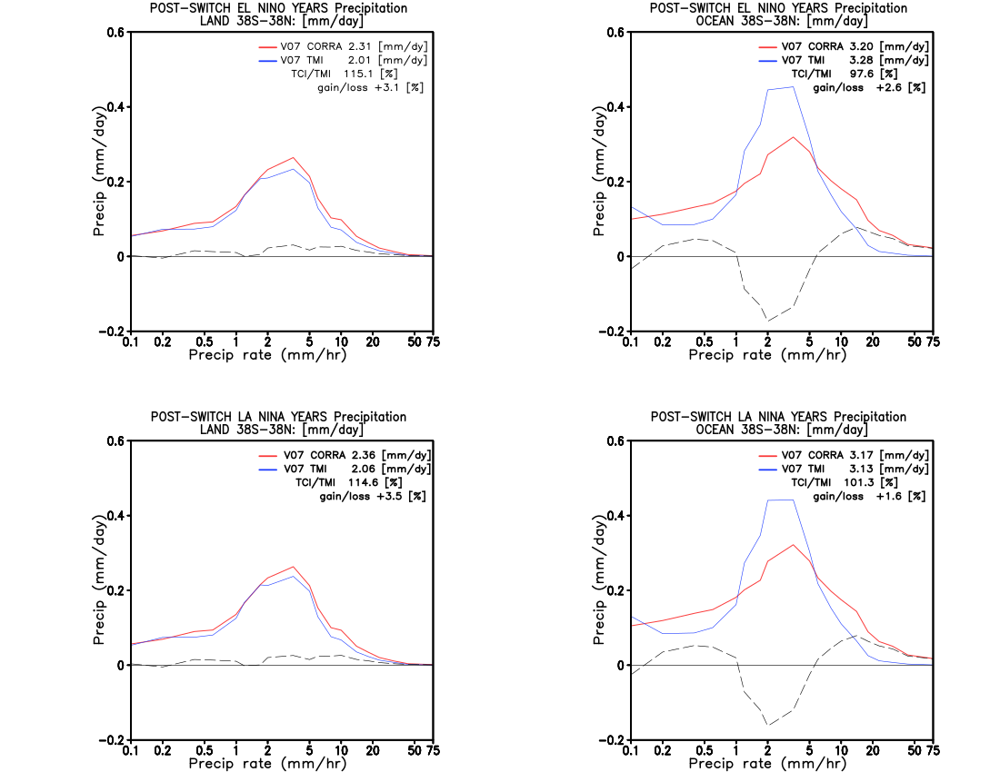 POST-SWITCH EL NINO YEARS Precipitation
LAND 38S-38N: [mm/day]
V07 CORRA 2.31 [mm/dy]
V07 TMI 2.01 [mm/dy]
TCI/TMI 115.1 [%]
gain/loss +3.1 [%]
Precip (mm/day)
0.6
0.4
0.2
0
-0.2
0.1 0.2 0.5 1 2 5 10 20 50 75
Precip rate (mm/hr)
POST-SWITCH EL NINO YEARS Precipitation
OCEAN 38S-38N: [mm/day]
V07 CORRA 3.20 [mm/dy]
V07 TMI 3.28 [mm/dy]
TCI/TMI 97.6 [%]
gain/loss +2.6 [%]
Precip (mm/day)
0.6
0.4
0.2
0
-0.2
0.1 0.2 0.5 1 2 5 10 20 50 75
Precip rate (mm/hr)
POST-SWITCH LA NINA YEARS Precipitation
LAND 38S-38N: [mm/day]
V07 CORRA 2.36 [mm/dy]
V07 TMI 2.06 [mm/dy]
TCI/TMI 114.6 [%]
gain/loss +3.5 [%]
Precip (mm/day)
0.6
0.4
0.2
0
-0.2
0.1 0.2 0.5 1 2 5 10 20 50 75
Precip rate (mm/hr)
POST-SWITCH LA NINA YEARS Precipitation
OCEAN 38S-38N: [mm/day]
V07 CORRA 3.17 [mm/dy]
V07 TMI 3.13 [mm/dy]
TCI/TMI 101.3 [%]
gain/loss +1.6 [%]
Precip (mm/day)
0.6
0.4
0.2
0
-0.2
0.1 0.2 0.5 1 2 5 10 20 50 75
Precip rate (mm/hr)